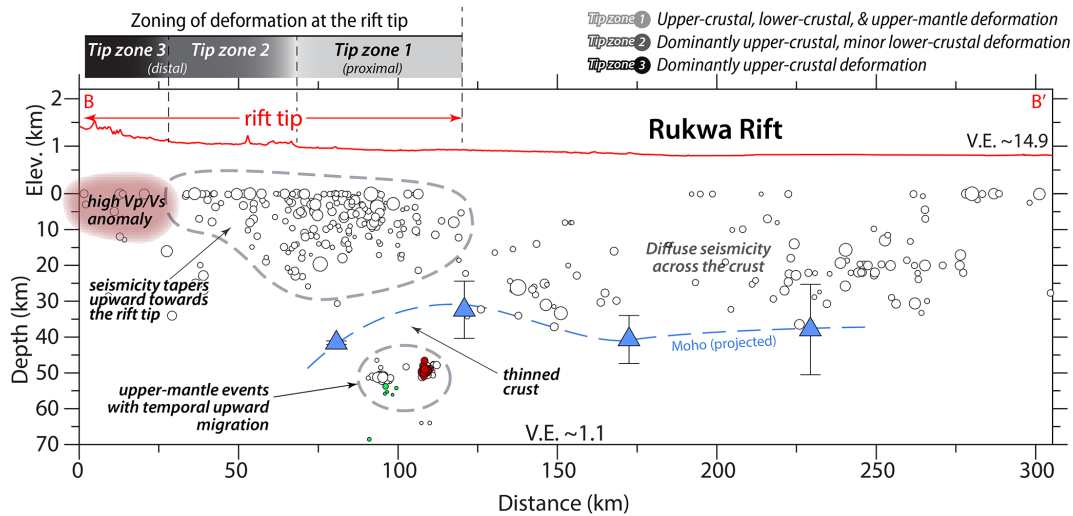 Zoning of deformation at the rift tip
Tip zone 3
(distal)
Tip zone 2
Tip zone 1
(proximal)
Tip zone 1 Upper-crustal, lower-crustal, & upper-mantle deformation
Tip zone 2 Dominantly upper-crustal, minor lower-crustal deformation
Tip zone 3 Dominantly upper-crustal deformation
Elev. (km)
2
1
B
rift tip
B′
Rukwa Rift
V.E. ~14.9
Depth (km)
0
10
20
30
40
50
60
70
high Vp/Vs
anomaly
seismicity tapers
upward towards
the rift tip
Diffuse seismicity
across the crust
Moho (projected)
thinned
crust
upper-mantle events
with temporal upward
migration
V.E. ~1.1
0
50
100
150
200
250
300
Distance (km)